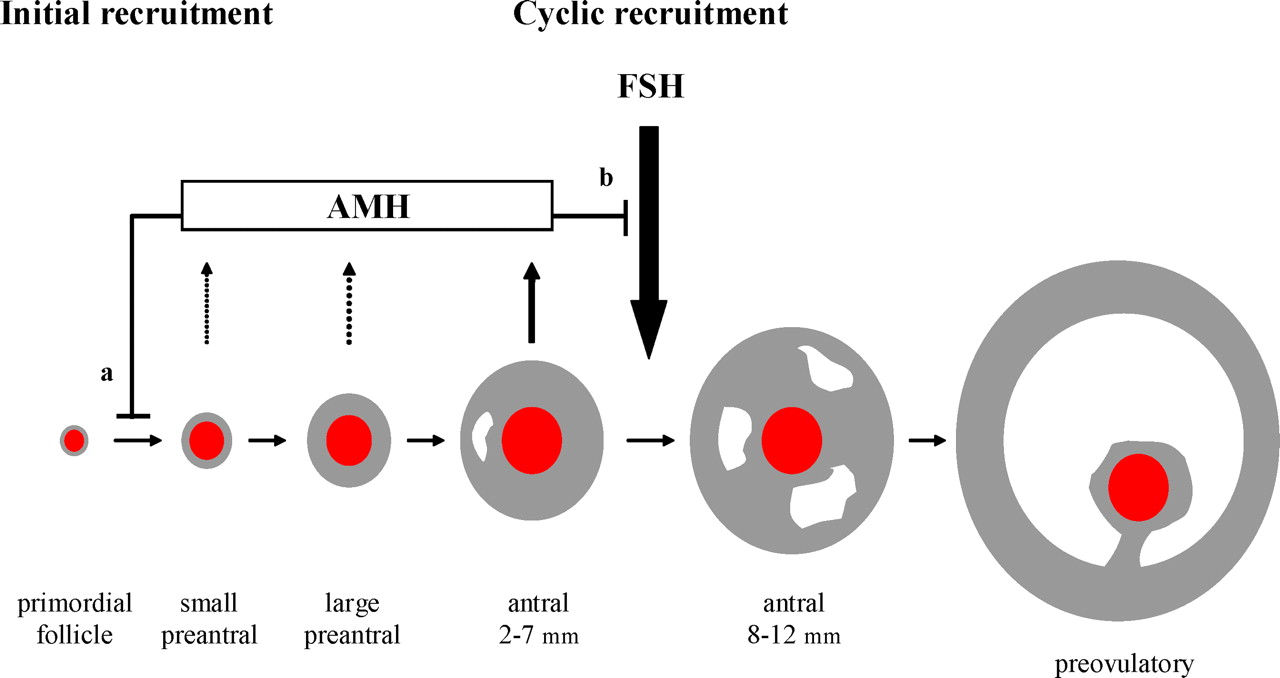 Initial recruitment
Cyclic recruitment
FSH
b
AMH
a
primordial
follicle
small
preantral
large
preantral
antral
2-7 mm
antral
8-12 mm
preovulatory